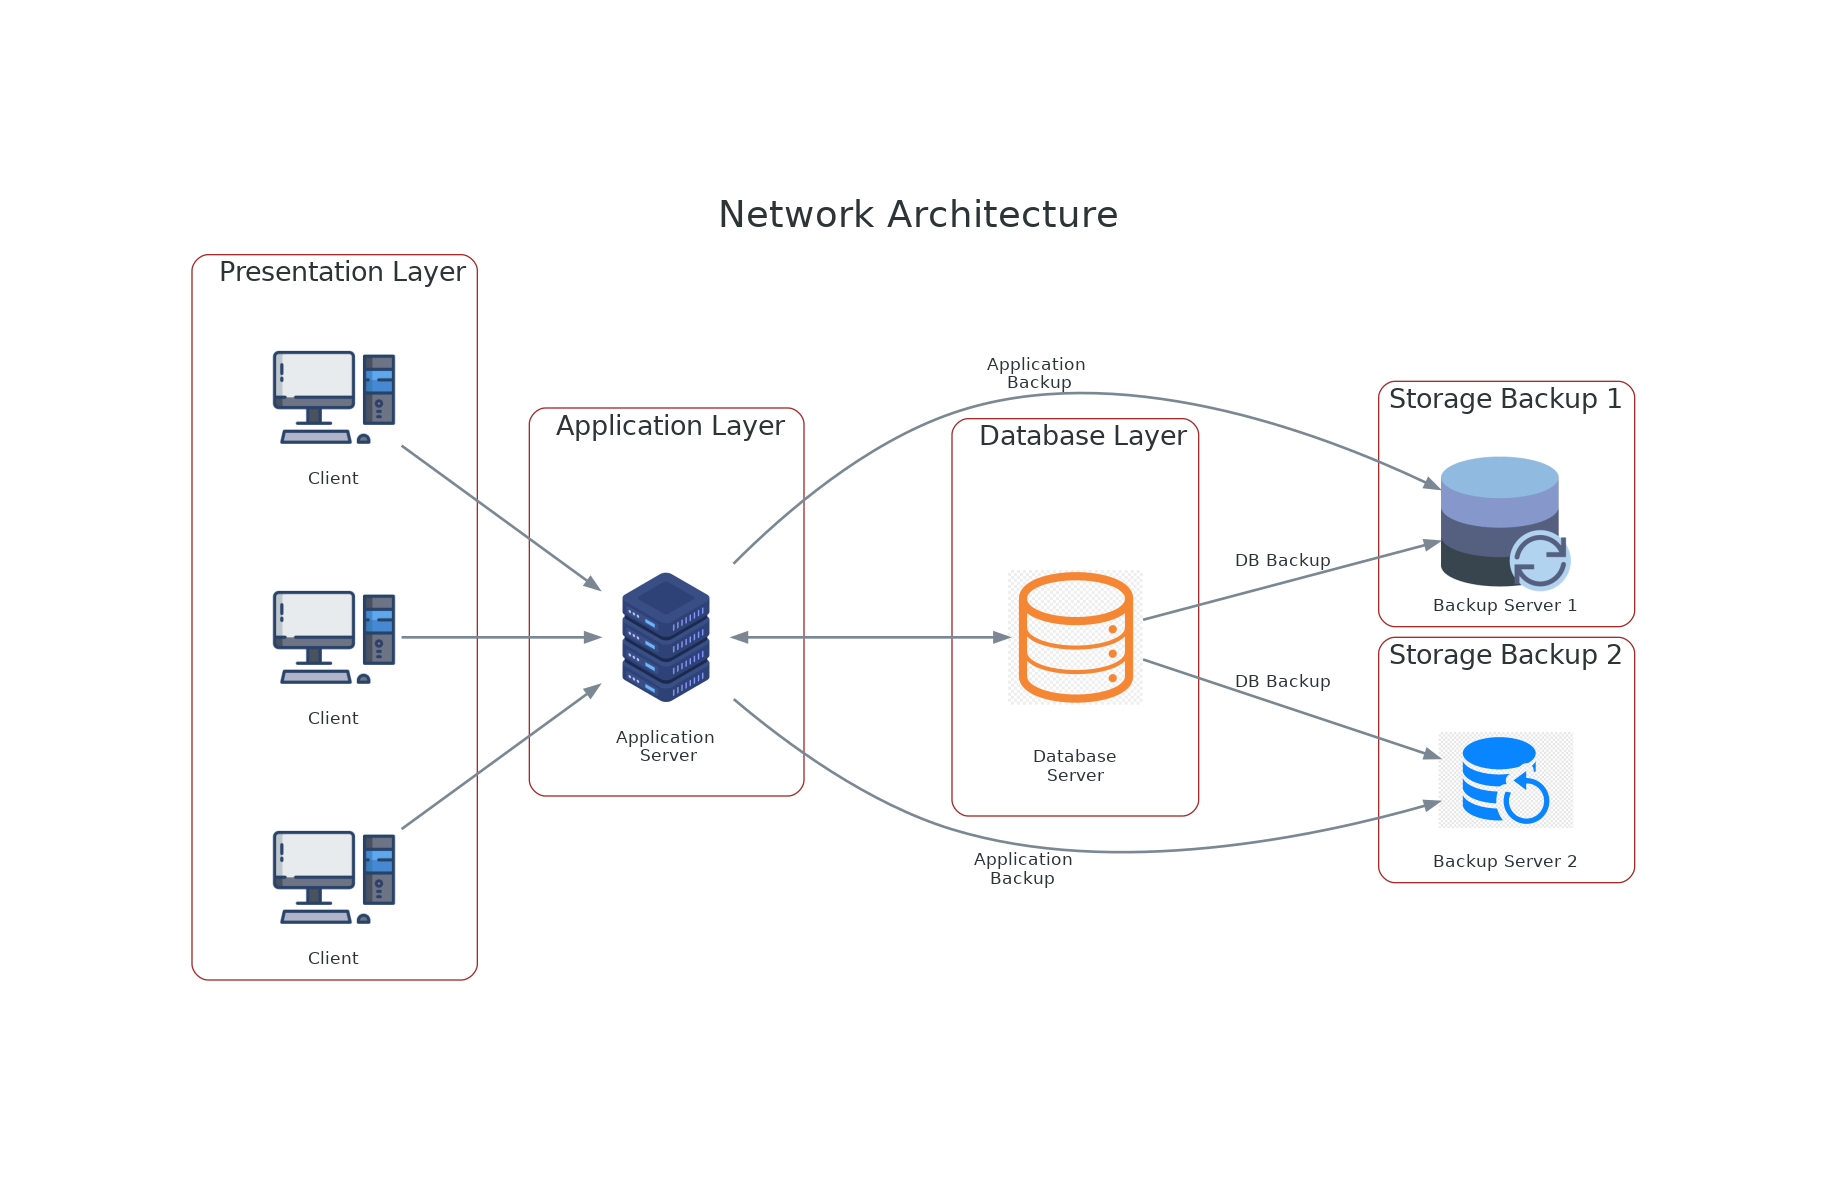 Network Architecture
Presentation Layer
Client
Client
Client
Application Layer
Application
Server
Application
Backup
Database Layer
Database
Server
Application
Backup
DB Backup
DB Backup
Storage Backup 1
Backup Server 1
Storage Backup 2
Backup Server 2